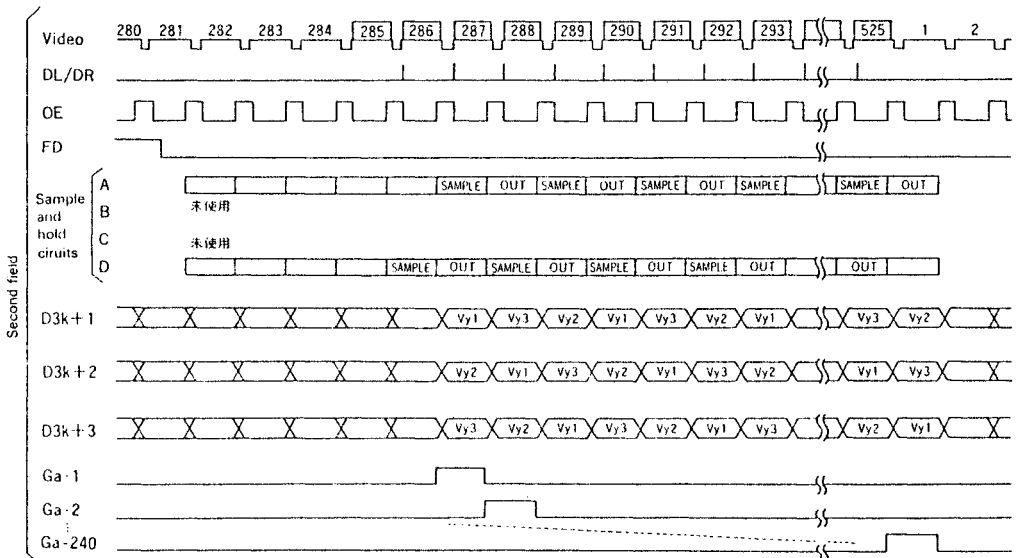 Second field
Video 280 281 282 283 284 285 286 287 288 289 290 291 292 293 525 1 2
DL/DR
OE
FD
Sample and hold ciruits
A SAMPLE OUT SAMPLE OUT SAMPLE OUT SAMPLE SAMPLE OUT
B 未使用
C 未使用
D SAMPLE OUT SAMPLE OUT SAMPLE OUT SAMPLE OUT OUT
D3k+1 Vy1 Vy3 Vy2 Vy1 Vy3 Vy2 Vy1 Vy3 Vy2
D3k+2 Vy2 Vy1 Vy3 Vy2 Vy1 Vy3 Vy2 Vy1 Vy3
D3k+3 Vy3 Vy2 Vy1 Vy3 Vy2 Vy1 Vy3 Vy2 Vy1
Ga-1
Ga-2
Ga-240